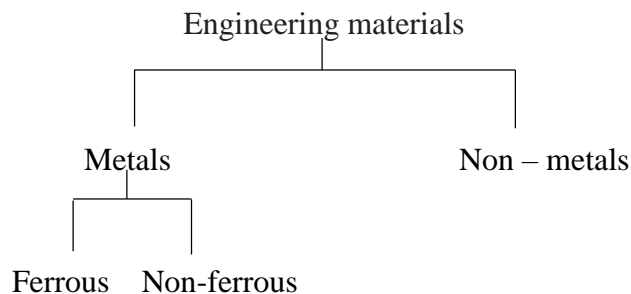 Engineering materials
Metals
Non – metals
Ferrous
Non-ferrous